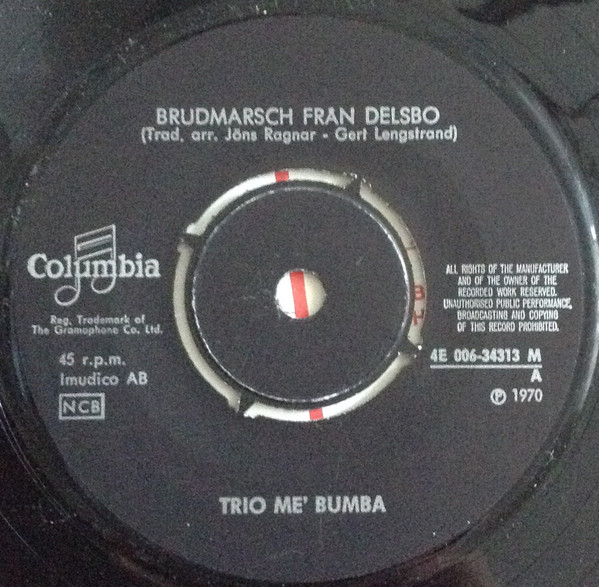 BRUDMARSCH FRÅN DELSBO
(Trad. arr. Jöns Ragnar - Gert Lengstrand)
Columbia
Reg. Trademark of
The Gramophone Co. Ltd.
45 r.p.m.
Imudico AB
NCB
ALL RIGHTS OF THE MANUFACTURER
AND OF THE OWNER OF THE
RECORDED WORK RESERVED.
UNAUTHORISED PUBLIC PERFORMANCE,
BROADCASTING AND COPYING
OF THIS RECORD PROHIBITED.
4E 006-34313 M
A
℗ 1970
TRIO ME' BUMBA